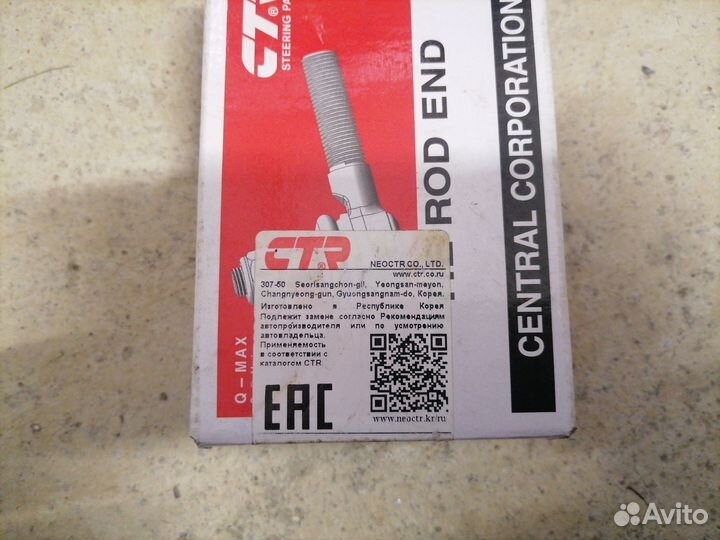 CTR®
STEERING PA
ROD END
CENTRAL CORPORATION
Q-MAX
CTR®
NEOCTR CO., LTD.
www.ctr.co.ru
307-50 Seorisangchon-gil, Yeongsan-meyon,
Changnyeong-gun, Gyuongsangnam-do, Корея.
Изготовлено в Республике Корея
Подлежит замене согласно Рекомендациям
автопроизводителя или по усмотрению
автовладельца.
Применяемость
в соответствии с
каталогом CTR
EAC
www.neoctr.kr/ru
Avito